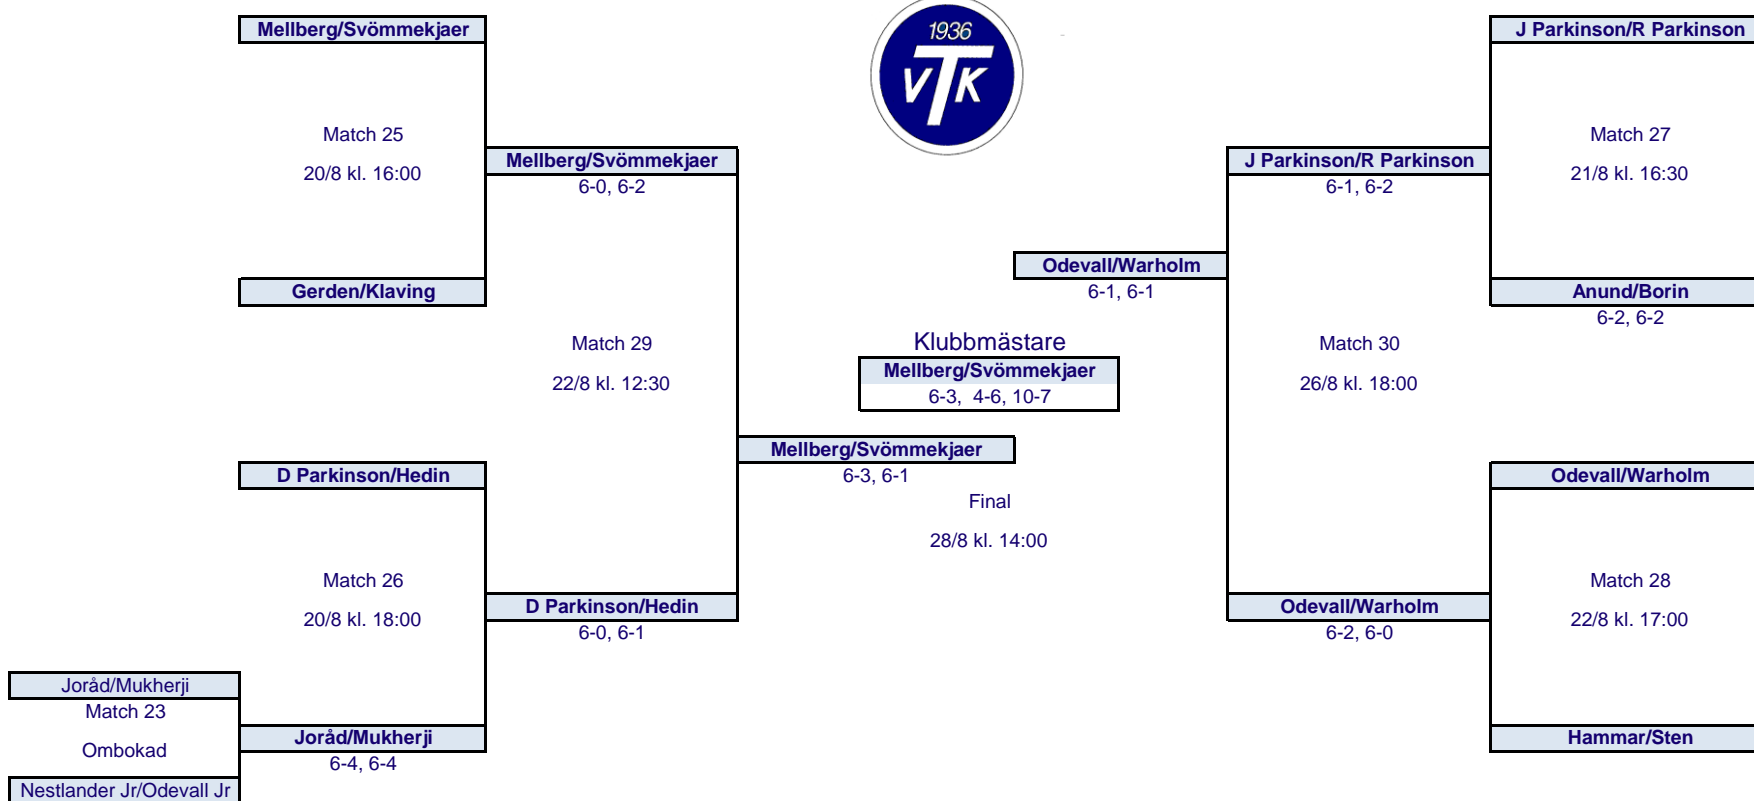 Mellberg/Svömmekjaer
1936
VTK
J Parkinson/R Parkinson
Match 25
20/8 kl. 16:00
Mellberg/Svömmekjaer
6-0, 6-2
J Parkinson/R Parkinson
6-1, 6-2
Match 27
21/8 kl. 16:30
Gerden/Klaving
Odevall/Warholm
6-1, 6-1
Anund/Borin
6-2, 6-2
Match 29
22/8 kl. 12:30
Klubbmästare
Mellberg/Svömmekjaer
6-3, 4-6, 10-7
Match 30
26/8 kl. 18:00
Mellberg/Svömmekjaer
6-3, 6-1
Final
28/8 kl. 14:00
D Parkinson/Hedin
Odevall/Warholm
Match 26
20/8 kl. 18:00
D Parkinson/Hedin
6-0, 6-1
Odevall/Warholm
6-2, 6-0
Match 28
22/8 kl. 17:00
Joråd/Mukherji
Match 23
Ombokad
Nestlander Jr/Odevall Jr
Joråd/Mukherji
6-4, 6-4
Hammar/Sten